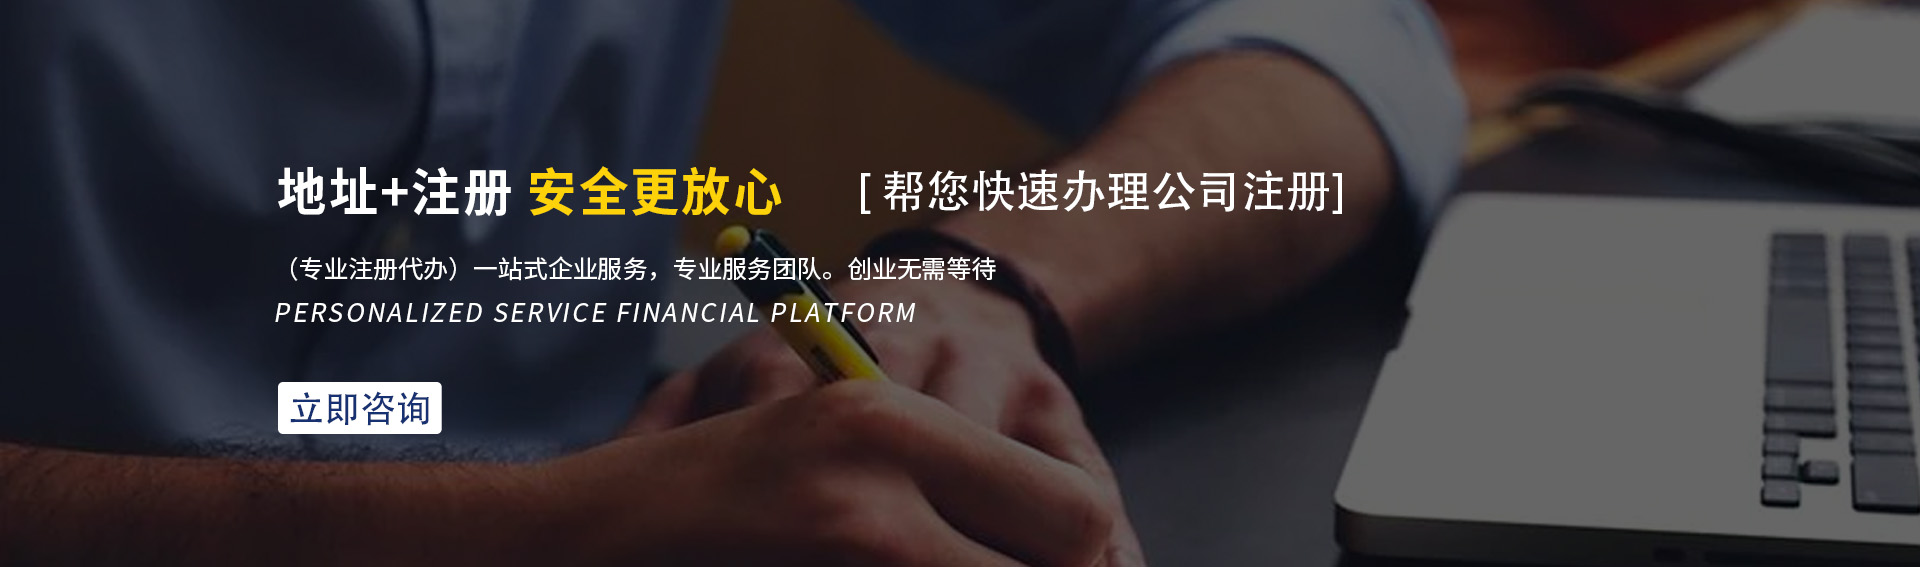 地址+注册 安全更放心 [ 帮您快速办理公司注册]
（专业注册代办）一站式企业服务，专业服务团队。创业无需等待
PERSONALIZED SERVICE FINANCIAL PLATFORM
立即咨询